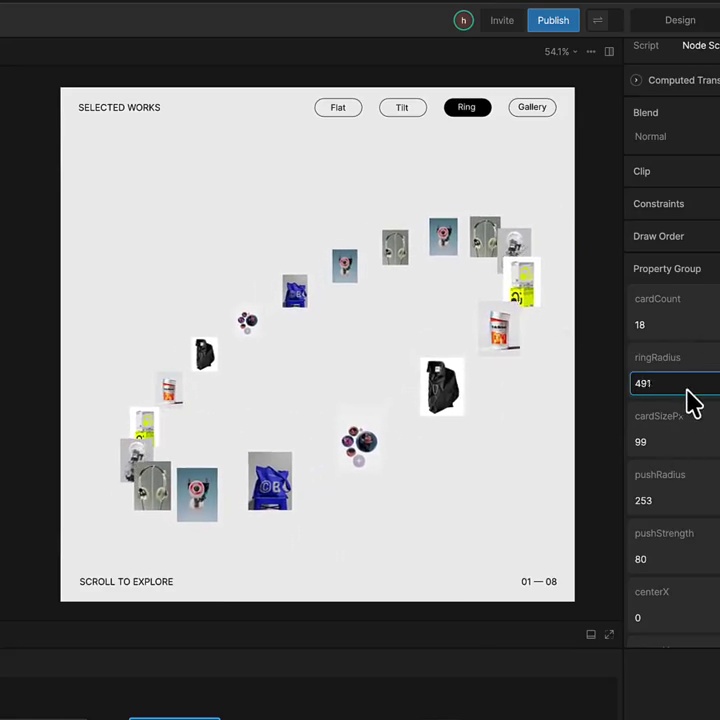 h
Invite
Publish
Design
54.1%
Script
Node Sc
Computed Trans
Blend
Normal
Clip
Constraints
Draw Order
Property Group
cardCount
18
ringRadius
491
cardSizePx
99
pushRadius
253
pushStrength
80
centerX
0
SELECTED WORKS
Flat
Tilt
Ring
Gallery
SCROLL TO EXPLORE
01 — 08